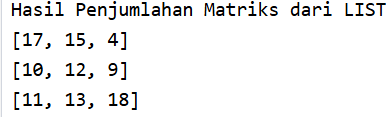 Hasil Penjumlahan Matriks dari LIST
[17, 15, 4]
[10, 12, 9]
[11, 13, 18]